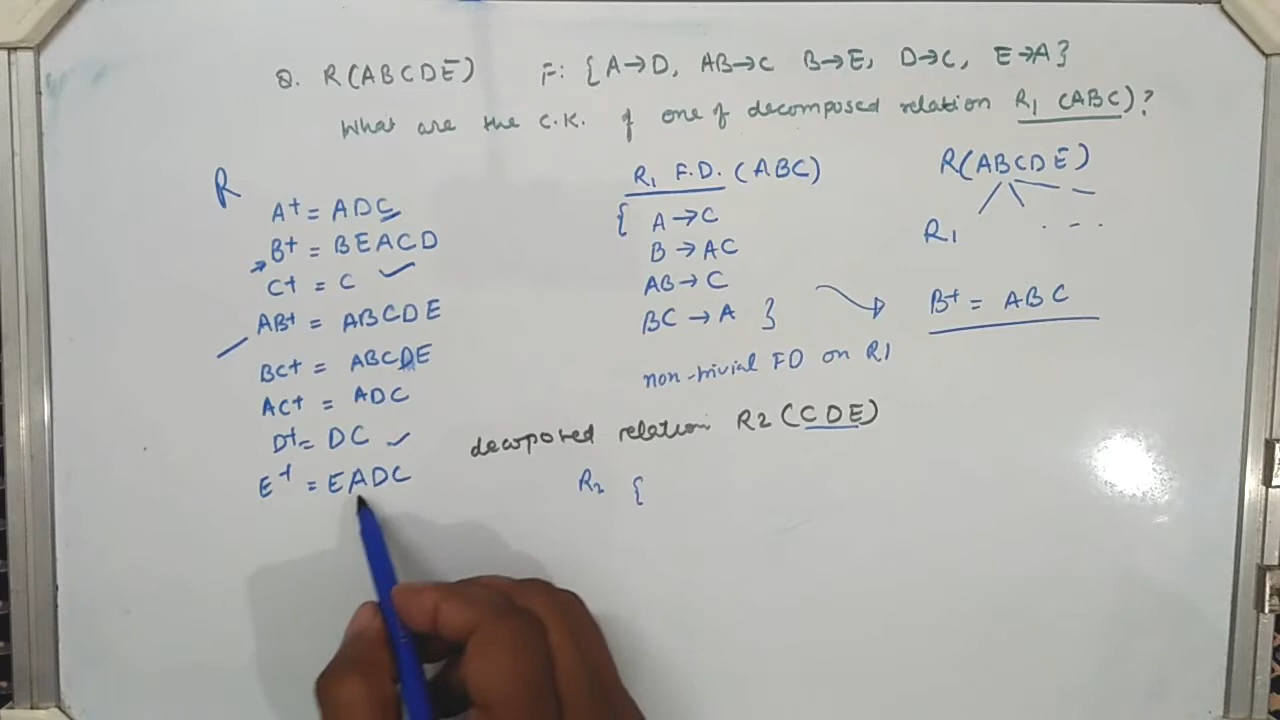 Q. R(ABCDE) F: {A→D, AB→C B→E, D→C, E→A}
What are the C.K. of one of decomposed relation R1 (ABC)?
R
A+ = ADC
B+ = BEACD
C+ = C ✓
AB+ = ABCDE
BC+ = ABCDE
AC+ = ADC
D+= DC ✓
E+ = EADC
R1 F.D. (ABC)
{ A→C
B→AC
AB→C
BC→A }
non-trivial FD on R1
R(ABCDE)
R1
B+ = ABC
decoposed relation R2 (CDE)
R2 {